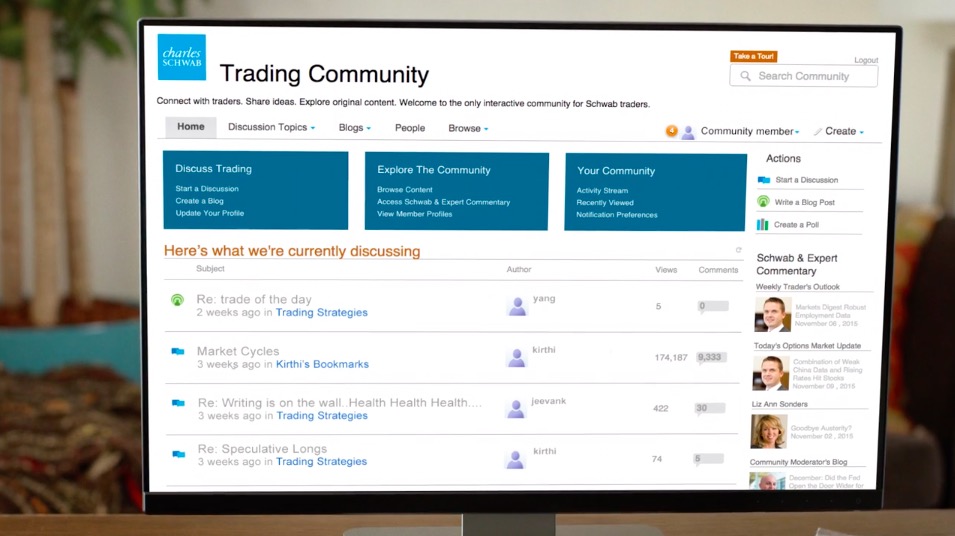 charles
SCHWAB
Trading Community
Take a Tour!
Logout
Search Community
Connect with traders. Share ideas. Explore original content. Welcome to the only interactive community for Schwab traders.
Home
Discussion Topics
Blogs
People
Browse
4
Community member
Create
Discuss Trading
Start a Discussion
Create a Blog
Update Your Profile
Explore The Community
Browse Content
Access Schwab & Expert Commentary
View Member Profiles
Your Community
Activity Stream
Recently Viewed
Notification Preferences
Actions
Start a Discussion
Write a Blog Post
Create a Poll
Here's what we're currently discussing
Subject
Author
Views
Comments
Re: trade of the day
2 weeks ago in Trading Strategies
yang
5
0
Market Cycles
3 weeks ago in Kirthi's Bookmarks
kirthi
174,187
9,333
Re: Writing is on the wall..Health Health Health....
3 weeks ago in Trading Strategies
jeevank
422
30
Re: Speculative Longs
3 weeks ago in Trading Strategies
kirthi
74
5
Schwab & Expert
Commentary
Weekly Trader's Outlook
Markets Digest Robust
Employment Data
November 06 , 2015
Today's Options Market Update
Combination of Weak
China Data and Rising
Rates Hit Stocks
November 09 , 2015
Liz Ann Sonders
Goodbye Austerity?
November 02, 2015
Community Moderator's Blog
December: Did the Fed
Open the Door Wider for